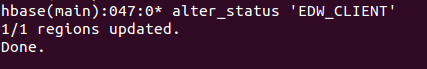 hbase(main):047:0* alter_status 'EDW_CLIENT'
1/1 regions updated.
Done.